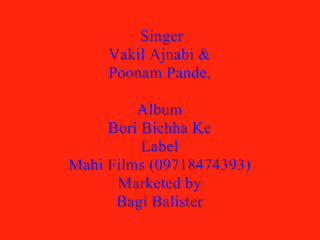 Singer
Vakil Ajnabi &
Poonam Pande,
Album
Bori Bichha Ke
Label
Mahi Films (09718474393)
Marketed by
Bagi Balister